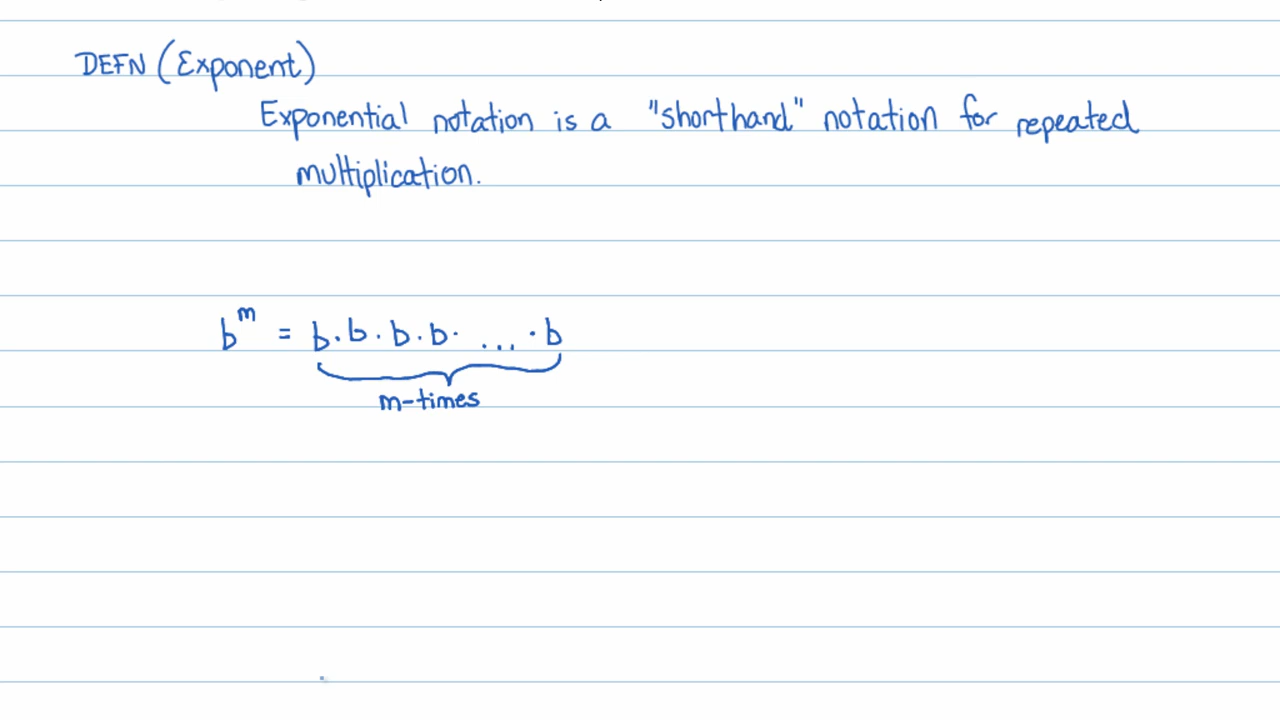 DEFN (Exponent)
Exponential notation is a "shorthand" notation for repeated
multiplication.
b^m = b · b · b · b · ... · b
m-times